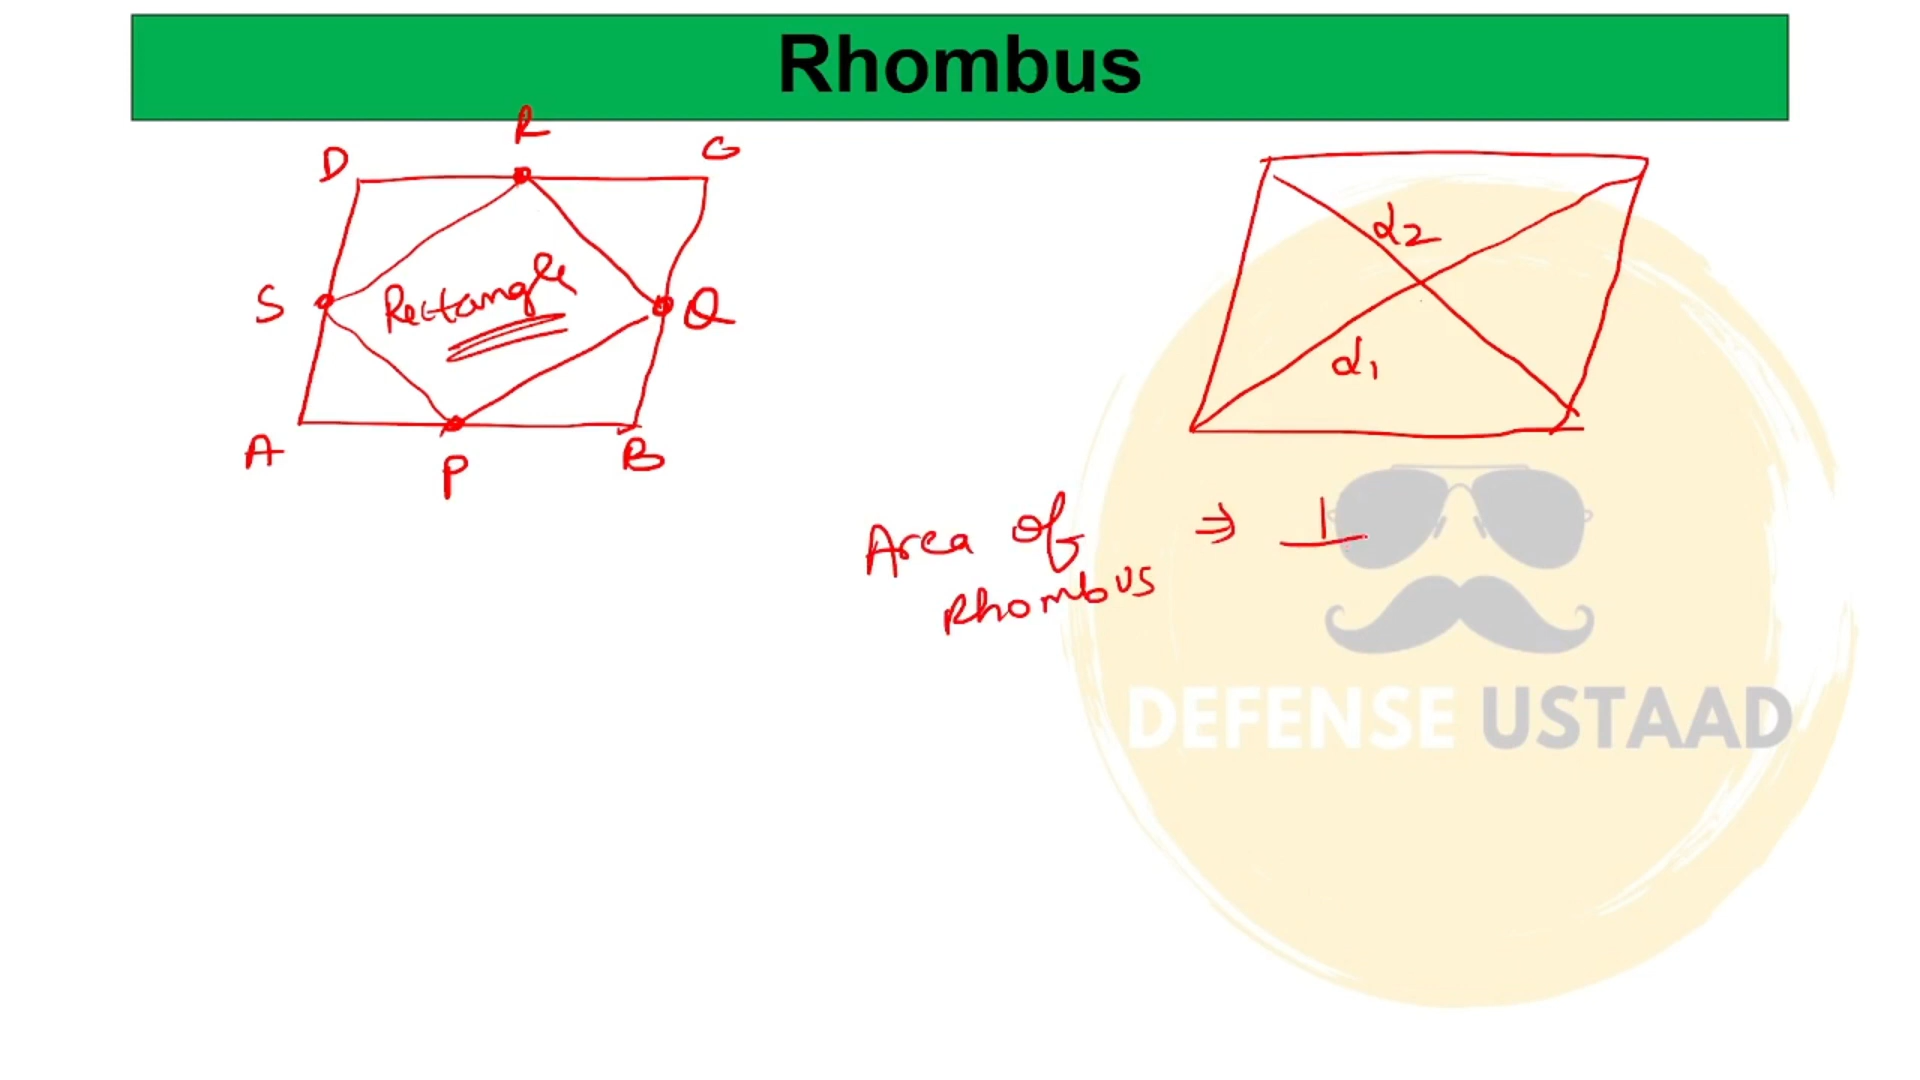 Rhombus
R
D
C
S
Rectangle
Q
A
P
B
d2
d1
Area of
Rhombus
⇒ 1
DEFENSE USTAAD